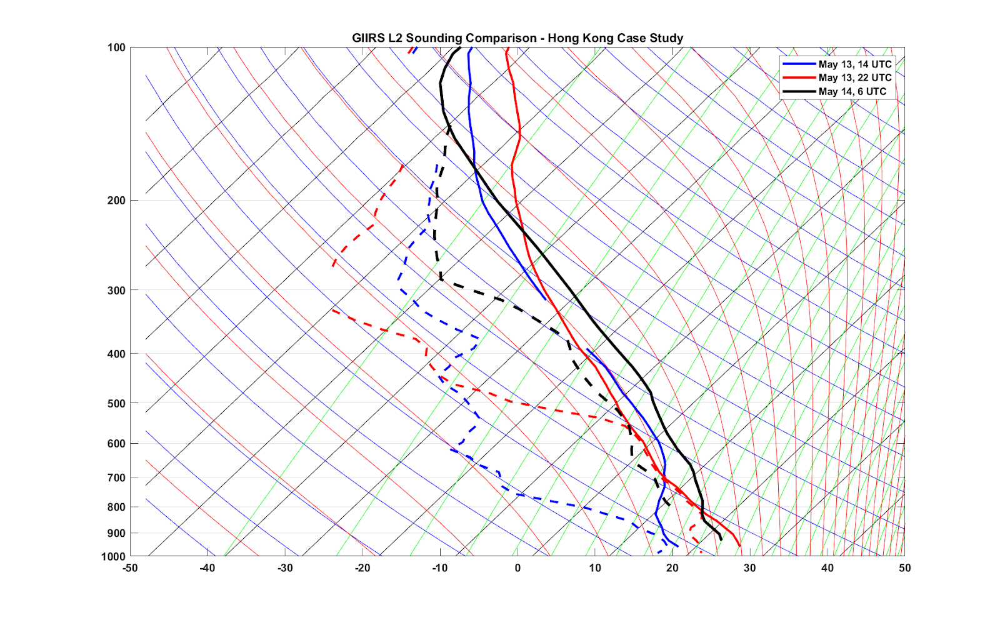 GIIRS L2 Sounding Comparison - Hong Kong Case Study
May 13, 14 UTC
May 13, 22 UTC
May 14, 6 UTC
100
200
300
400
500
600
700
800
900
1000
-50 -40 -30 -20 -10 0 10 20 30 40 50